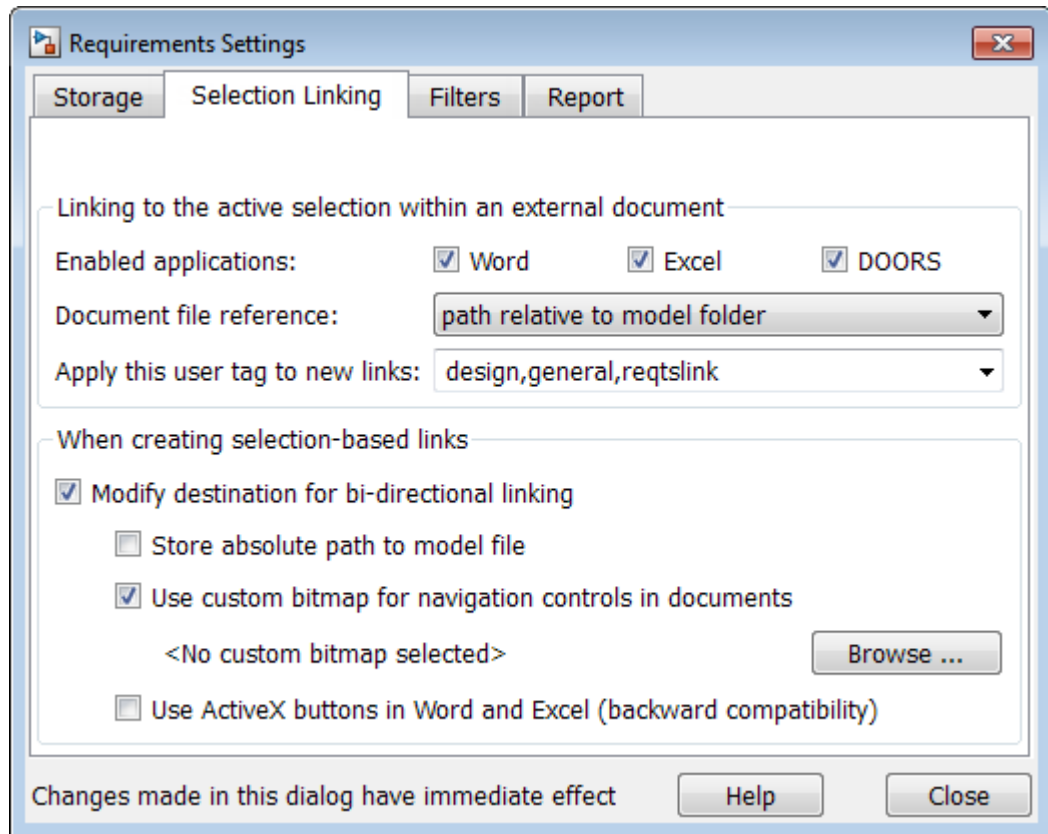 Requirements Settings
Storage Selection Linking Filters Report
Linking to the active selection within an external document
Enabled applications: Word Excel DOORS
Document file reference: path relative to model folder
Apply this user tag to new links: design,general,reqtslink
When creating selection-based links
Modify destination for bi-directional linking
Store absolute path to model file
Use custom bitmap for navigation controls in documents
<No custom bitmap selected> Browse ...
Use ActiveX buttons in Word and Excel (backward compatibility)
Changes made in this dialog have immediate effect Help Close